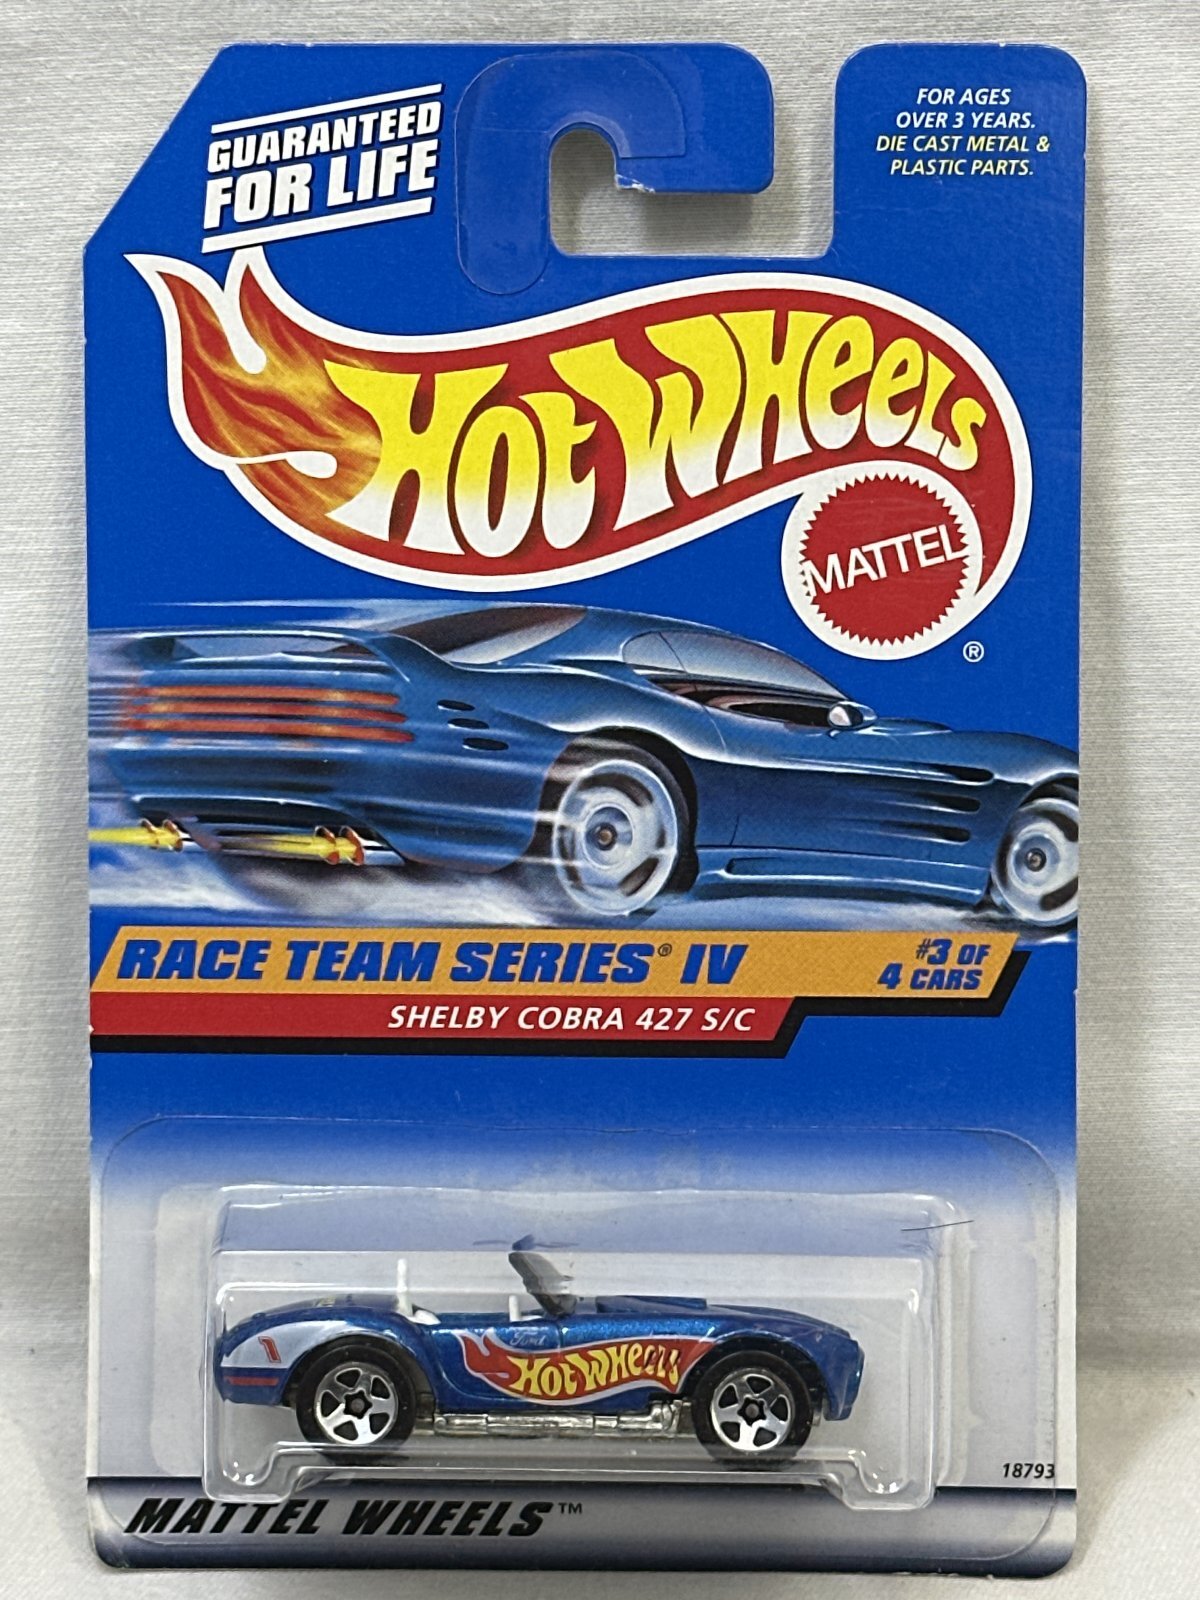 GUARANTEED
FOR LIFE
FOR AGES
OVER 3 YEARS.
DIE CAST METAL &
PLASTIC PARTS.
HOT WHEELS
MATTEL
®
RACE TEAM SERIES® IV
#3 OF
4 CARS
SHELBY COBRA 427 S/C
1
Ford
HOT WHEELS
18793
MATTEL WHEELS™